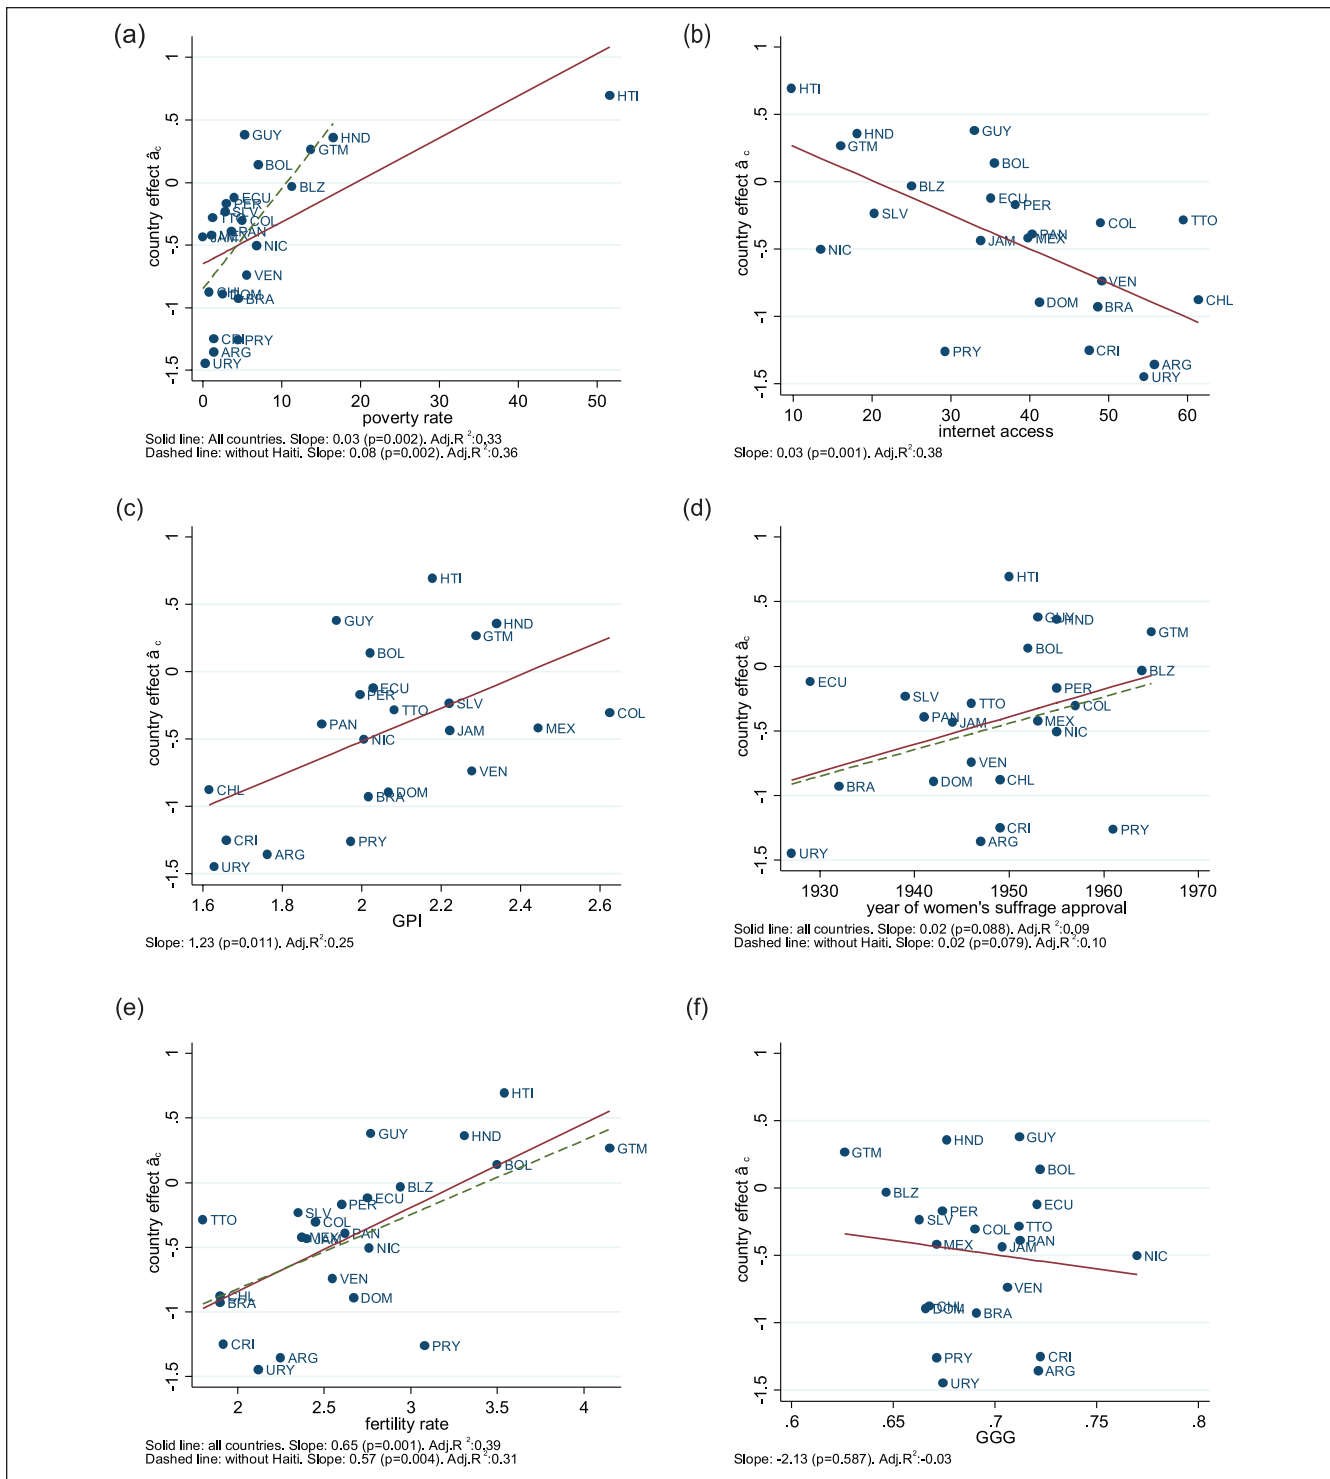 (a)
country effect â c
1
.5
0
-.5
-1
-1.5
HTI
GUY
HND
GTM
BOL
BLZ
ECU
PER
SLV
TTO
COL
PAN
MEX
JAM
NIC
VEN
CHL
DOM
BRA
CRI
PRY
ARG
URY
0 10 20 30 40 50
poverty rate
Solid line: All countries. Slope: 0.03 (p=0.002). Adj.R 2:0.33
Dashed line: without Haiti. Slope: 0.08 (p=0.002). Adj.R 2:0.36
(b)
country effect â c
1
.5
0
-.5
-1
-1.5
HTI
HND
GUY
GTM
BOL
BLZ
ECU
PER
SLV
COL
TTO
PAN
MEX
JAM
NIC
VEN
CHL
DOM
BRA
CRI
PRY
ARG
URY
10 20 30 40 50 60
internet access
Slope: 0.03 (p=0.001). Adj.R 2:0.38
(c)
country effect â c
1
.5
0
-.5
-1
-1.5
HTI
GUY
HND
GTM
BOL
ECU
PER
SLV
TTO
COL
PAN
JAM
MEX
NIC
VEN
CHL
DOM
BRA
CRI
PRY
ARG
URY
1.6 1.8 2 2.2 2.4 2.6
GPI
Slope: 1.23 (p=0.011). Adj.R 2:0.25
(d)
country effect â c
1
.5
0
-.5
-1
-1.5
HTI
GUY
HND
GTM
BOL
BLZ
ECU
PER
SLV
TTO
COL
PAN
JAM
MEX
NIC
VEN
CHL
DOM
BRA
CRI
PRY
ARG
URY
1930 1940 1950 1960 1970
year of women's suffrage approval
Solid line: all countries. Slope: 0.02 (p=0.088). Adj.R 2:0.09
Dashed line: without Haiti. Slope: 0.02 (p=0.079). Adj.R 2:0.10
(e)
country effect â c
1
.5
0
-.5
-1
-1.5
HTI
GUY
HND
GTM
BOL
BLZ
ECU
PER
SLV
TTO
COL
PAN
MEX
JAM
NIC
VEN
CHL
DOM
BRA
CRI
PRY
ARG
URY
2 2.5 3 3.5 4
fertility rate
Solid line: all countries. Slope: 0.65 (p=0.001). Adj.R 2:0.39
Dashed line: without Haiti. Slope: 0.57 (p=0.004). Adj.R 2:0.31
(f)
country effect â c
1
.5
0
-.5
-1
-1.5
GUY
HND
GTM
BOL
BLZ
ECU
PER
SLV
TTO
COL
PAN
MEX
JAM
NIC
VEN
CHL
DOM
BRA
CRI
PRY
ARG
URY
.6 .65 .7 .75 .8
GGG
Slope: -2.13 (p=0.587). Adj.R 2:-0.03